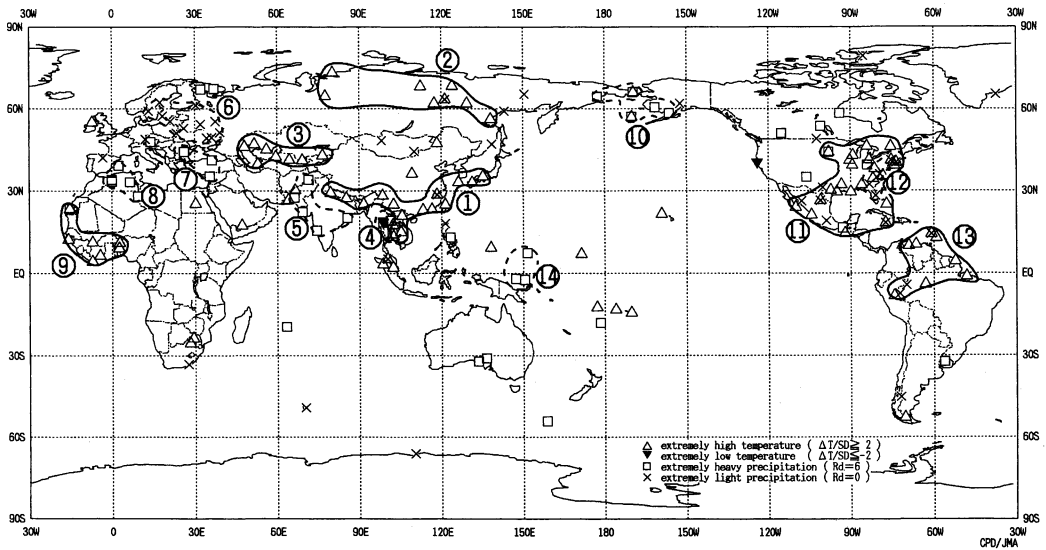 30W 0 30E 60E 90E 120E 150E 180 150W 120W 90W 60W 30W
90N 90N
② 
60N ⑥ 60N
③ ⑩
⑦ ⑫
30N ⑧ ① 30N
⑤ ④ ⑪
⑨ ⑬
EQ ⑭ EQ
30S 30S
60S 60S
△ extremely high temperature ( ΔT/SD≧ 2 )
▼ extremely low temperature ( ΔT/SD≦-2 )
□ extremely heavy precipitation ( Rd=6 )
× extremely light precipitation ( Rd=0 )
90S 90S
30W 0 30E 60E 90E 120E 150E 180 150W 120W 90W 60W 30W
CPD/JMA